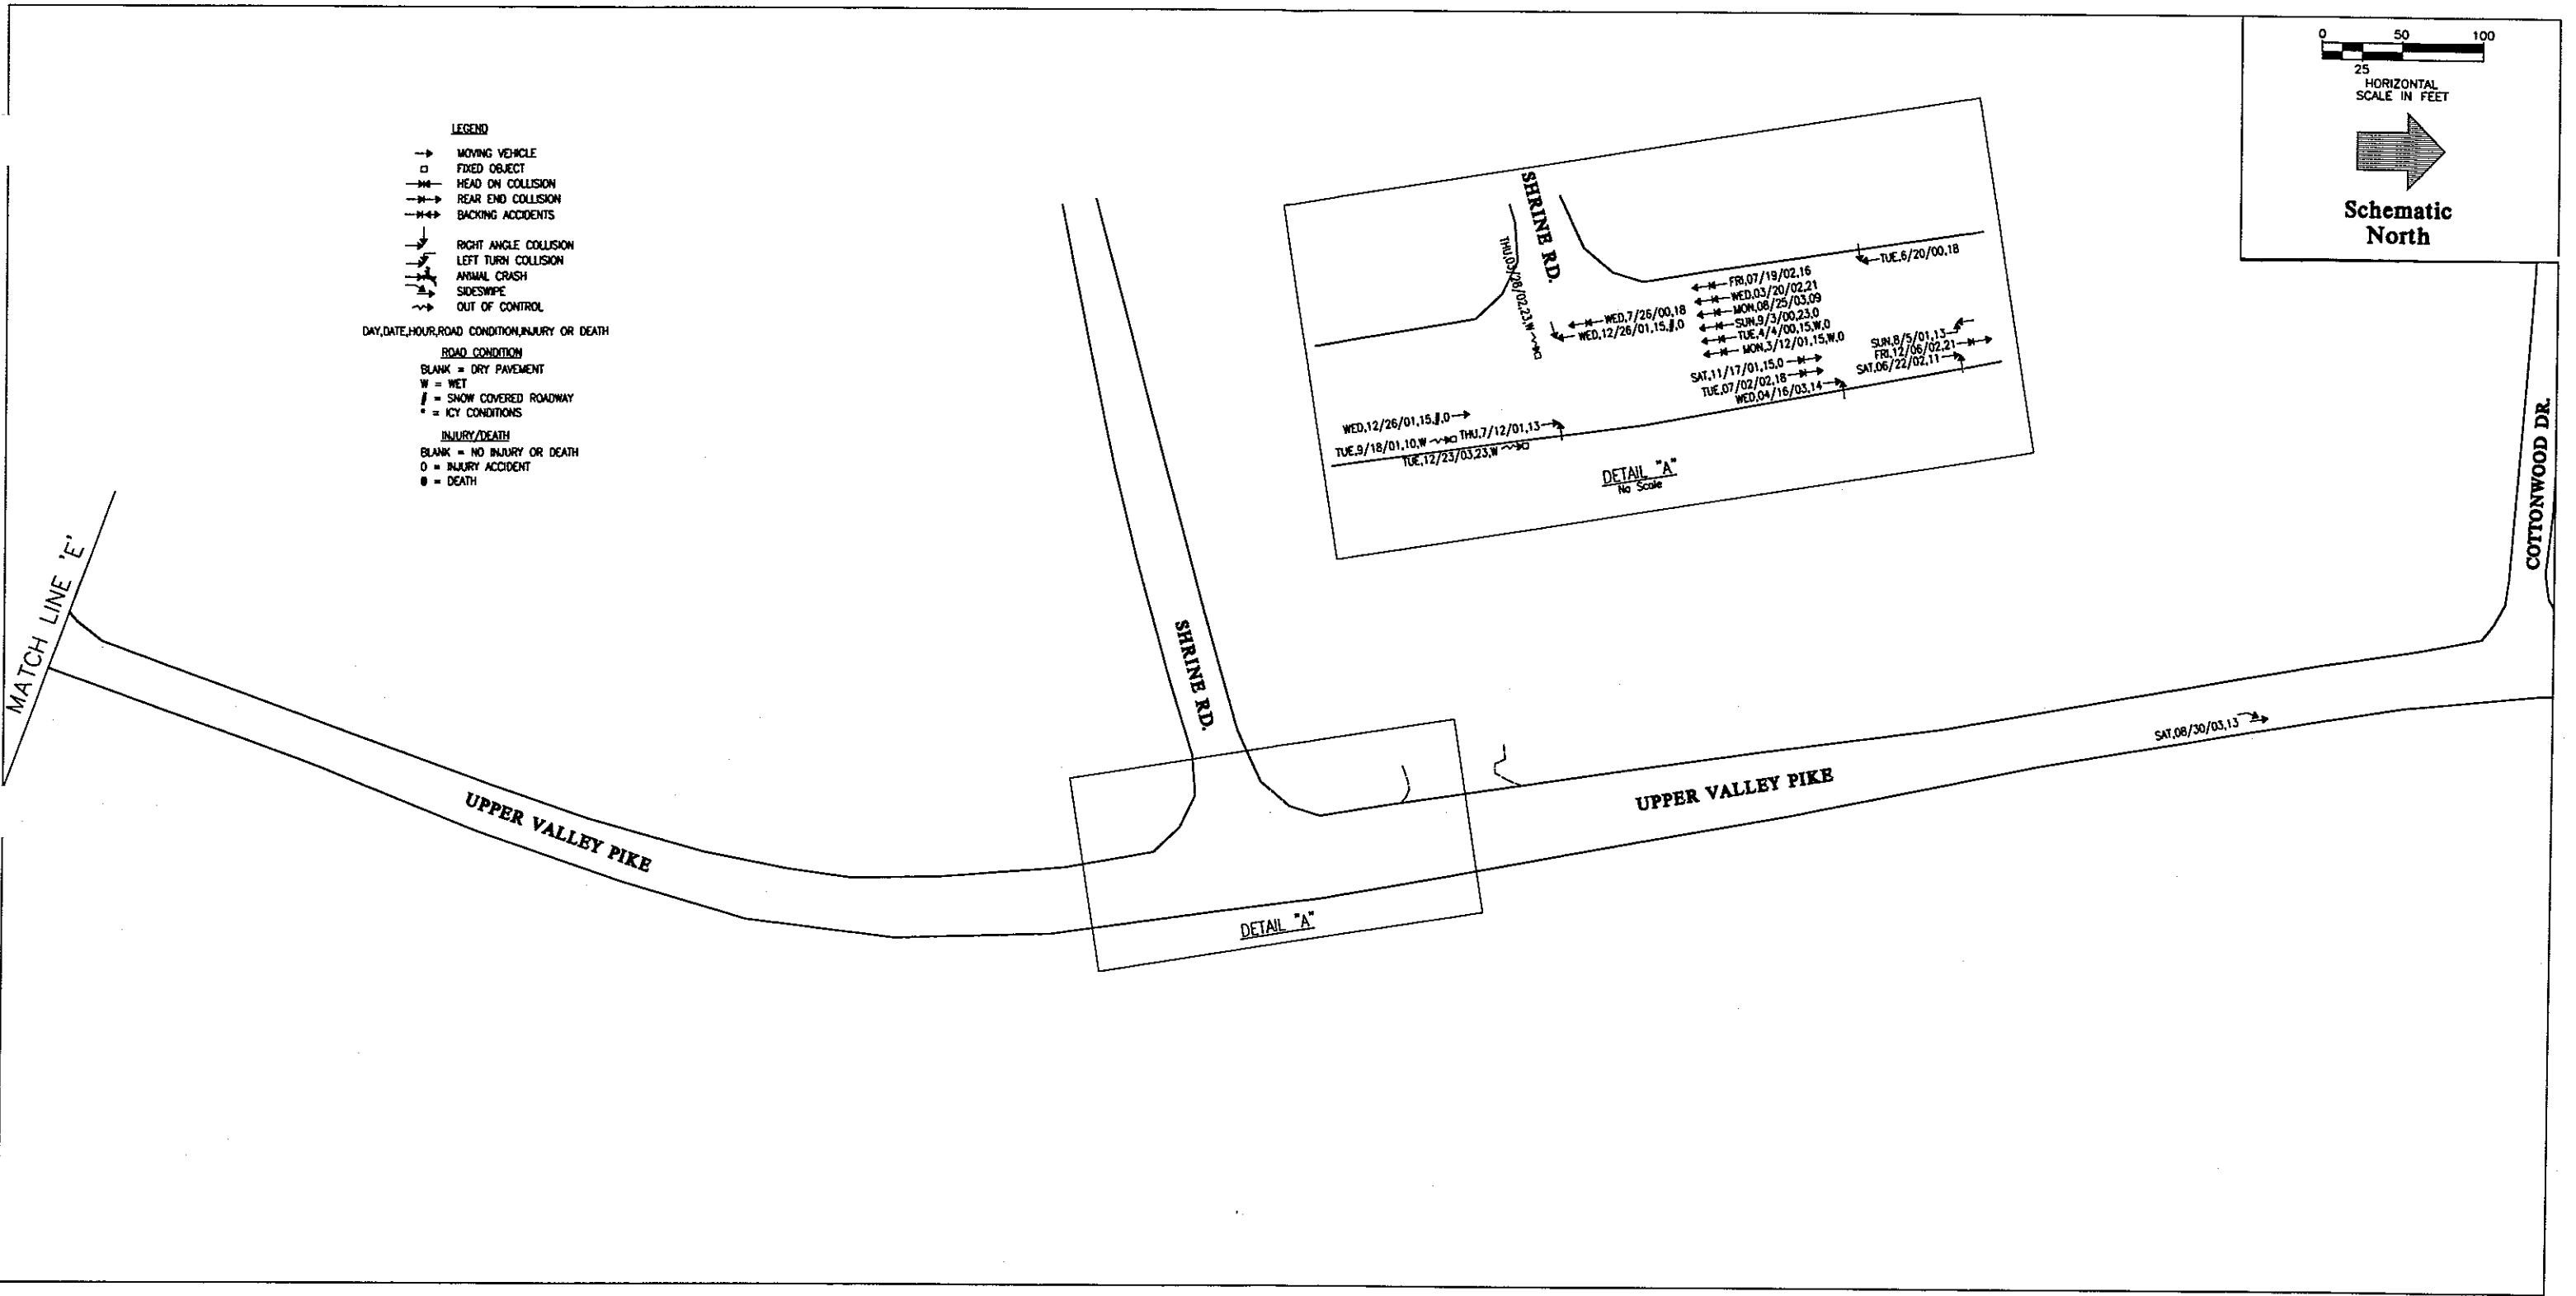 LEGEND
MOVING VEHICLE
FIXED OBJECT
HEAD ON COLLISION
REAR END COLLISION
BACKING ACCIDENTS
RIGHT ANGLE COLLISION
LEFT TURN COLLISION
ANIMAL CRASH
SIDESWIPE
OUT OF CONTROL
DAY,DATE,HOUR,ROAD CONDITION,INJURY OR DEATH
ROAD CONDITION
BLANK = DRY PAVEMENT
W = WET
= SNOW COVERED ROADWAY
* = ICY CONDITIONS
INJURY/DEATH
BLANK = NO INJURY OR DEATH
O = INJURY ACCIDENT
= DEATH
0 50 100
25
HORIZONTAL
SCALE IN FEET
Schematic
North
SHRINE RD.
THU,03/28/02,23,W
TUE,6/20/00,18
FRI,07/19/02,16
WED,03/20/02,21
MON,08/25/03,09
SUN,9/3/00,23,O
TUE,4/4/00,15,W,O
MON,3/12/01,15,W,O
WED,7/26/00,18
WED,12/26/01,15,//,O
SUN,8/5/01,13
FRI,12/06/02,21
SAT,06/22/02,11
SAT,11/17/01,15,O
TUE,07/02/02,18
WED,04/16/03,14
WED,12/26/01,15,//,O
TUE,9/18/01,10,W
THU,7/12/01,13
TUE,12/23/03,23,W
DETAIL "A"
No Scale
MATCH LINE 'E'
UPPER VALLEY PIKE
SHRINE RD.
DETAIL "A"
UPPER VALLEY PIKE
SAT,08/30/03,13
COTTONWOOD DR.